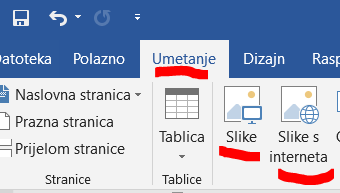 Datoteka Polazno Umetanje Dizajn Rasp
Naslovna stranica
Prazna stranica
Prijelom stranice
Stranice
Tablica
Tablice
Slike
Slike s
interneta